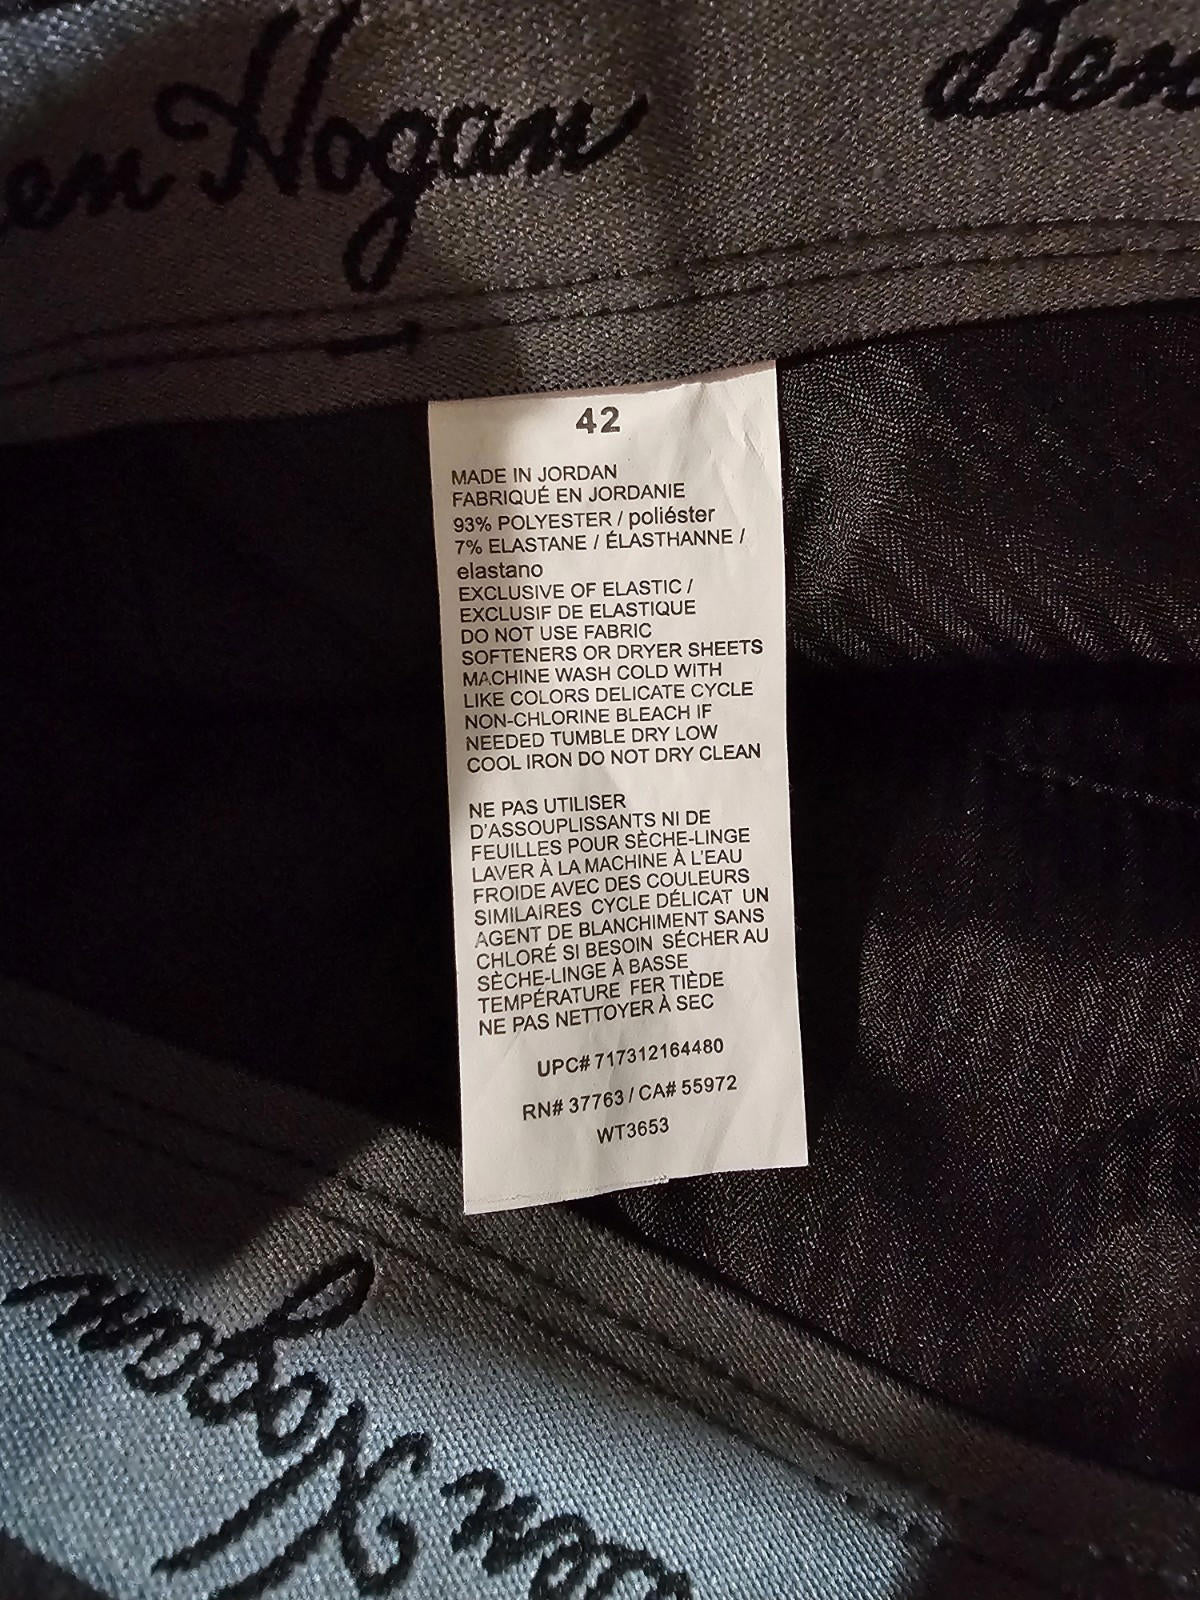 en Hogan
Ben
42
MADE IN JORDAN
FABRIQUÉ EN JORDANIE
93% POLYESTER / poliéster
7% ELASTANE / ÉLASTHANNE /
elastano
EXCLUSIVE OF ELASTIC /
EXCLUSIF DE ELASTIQUE
DO NOT USE FABRIC
SOFTENERS OR DRYER SHEETS
MACHINE WASH COLD WITH
LIKE COLORS DELICATE CYCLE
NON-CHLORINE BLEACH IF
NEEDED TUMBLE DRY LOW
COOL IRON DO NOT DRY CLEAN
NE PAS UTILISER
D'ASSOUPLISSANTS NI DE
FEUILLES POUR SÈCHE-LINGE
LAVER À LA MACHINE À L'EAU
FROIDE AVEC DES COULEURS
SIMILAIRES CYCLE DÉLICAT UN
AGENT DE BLANCHIMENT SANS
CHLORÉ SI BESOIN SÉCHER AU
SÈCHE-LINGE À BASSE
TEMPÉRATURE FER TIÈDE
NE PAS NETTOYER À SEC
UPC# 717312164480
RN# 37763 / CA# 55972
WT3653
Ben Hogan